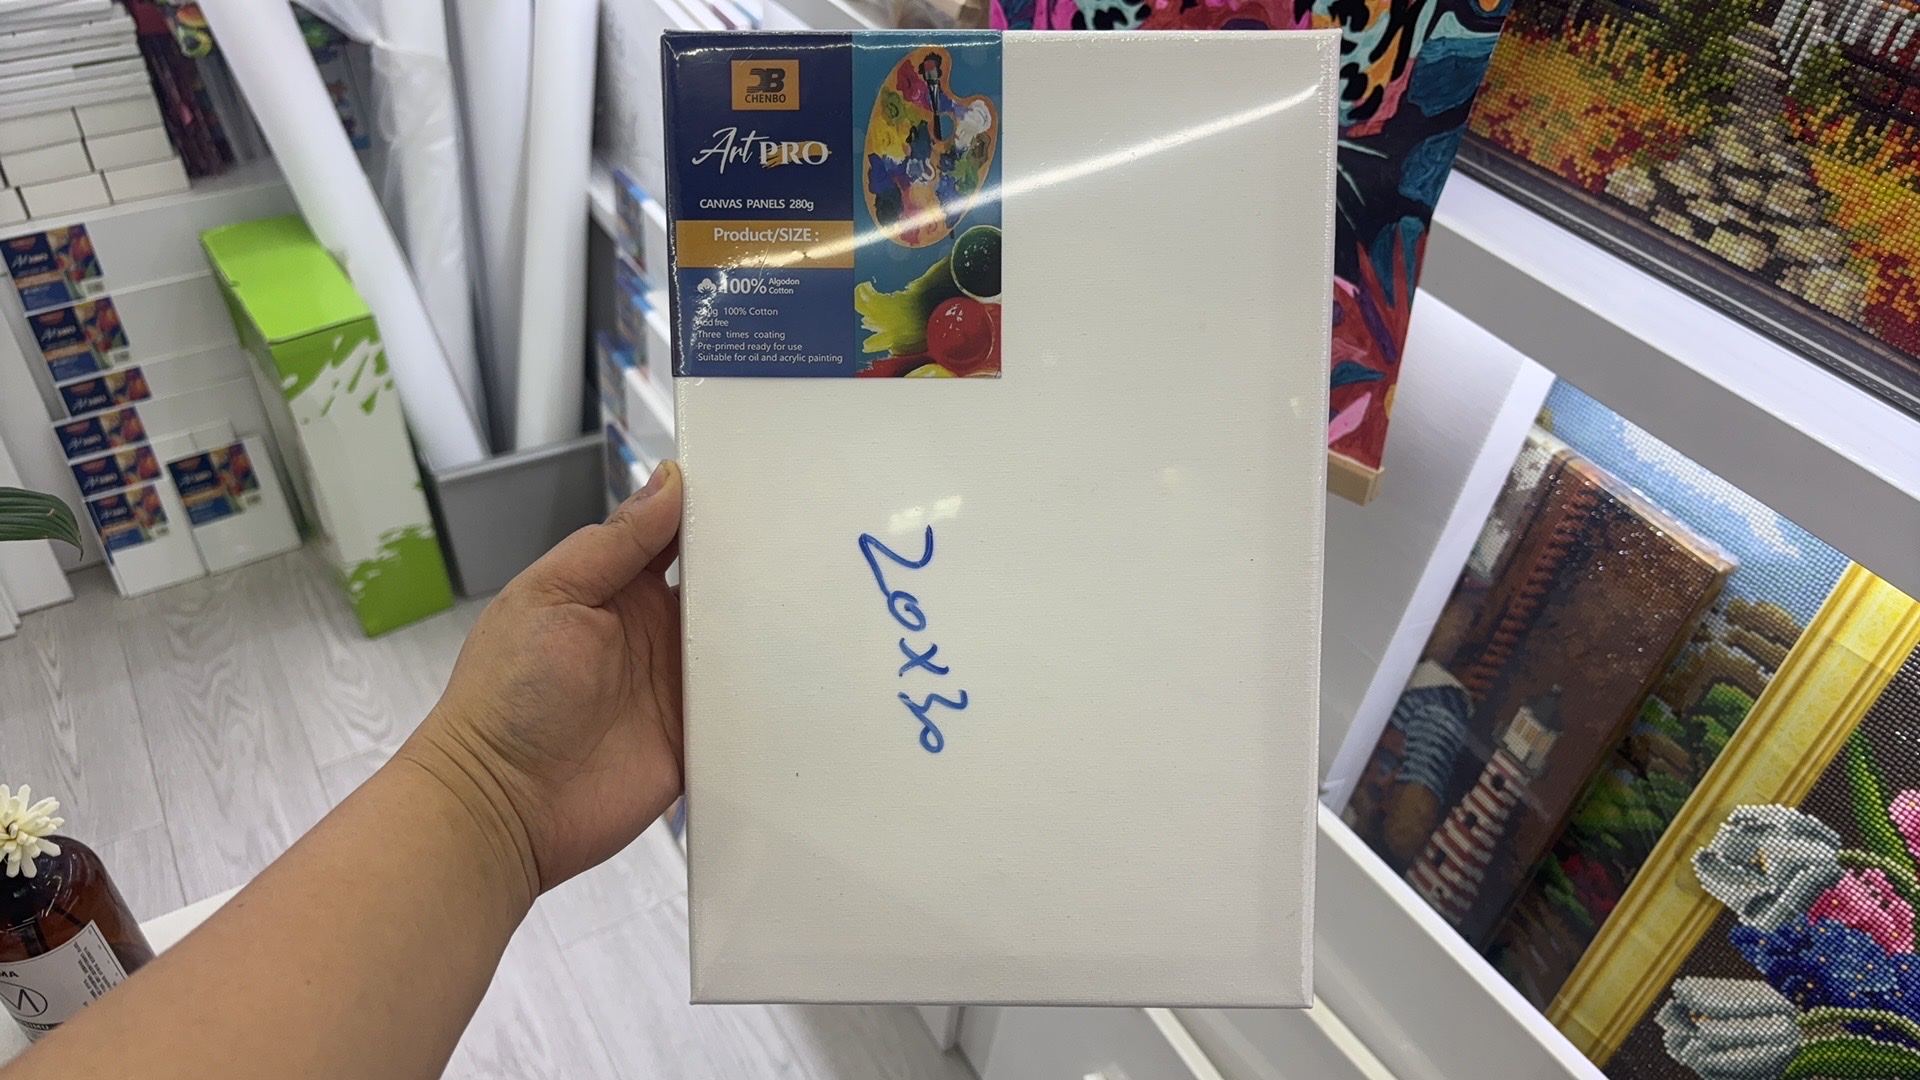 CHENBO
Art PRO
CANVAS PANELS 280g
Product/SIZE :
100% Algodon
Cotton
100% Cotton
free
Three times coating
Pre-primed ready for use
Suitable for oil and acrylic painting
20x30